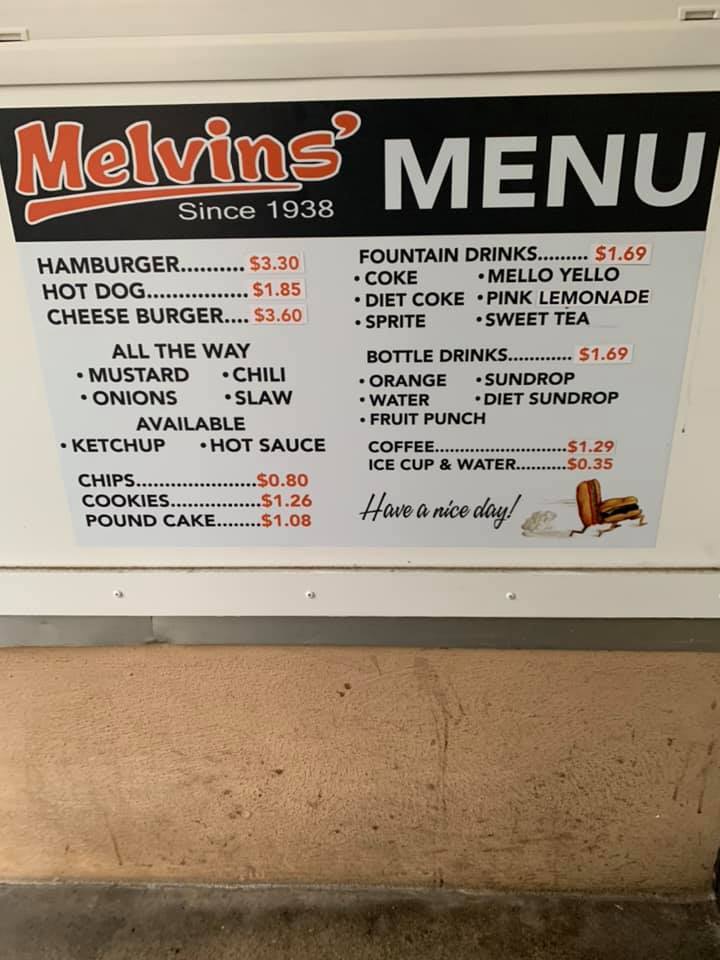 Melvins'
Since 1938
MENU
HAMBURGER.......... $3.30
HOT DOG................. $1.85
CHEESE BURGER.... $3.60
ALL THE WAY
• MUSTARD • CHILI
• ONIONS • SLAW
AVAILABLE
• KETCHUP • HOT SAUCE
CHIPS......................$0.80
COOKIES.................$1.26
POUND CAKE........$1.08
FOUNTAIN DRINKS......... $1.69
• COKE • MELLO YELLO
• DIET COKE • PINK LEMONADE
• SPRITE • SWEET TEA
BOTTLE DRINKS............ $1.69
• ORANGE • SUNDROP
• WATER • DIET SUNDROP
• FRUIT PUNCH
COFFEE..........................$1.29
ICE CUP & WATER..........$0.35
Have a nice day!